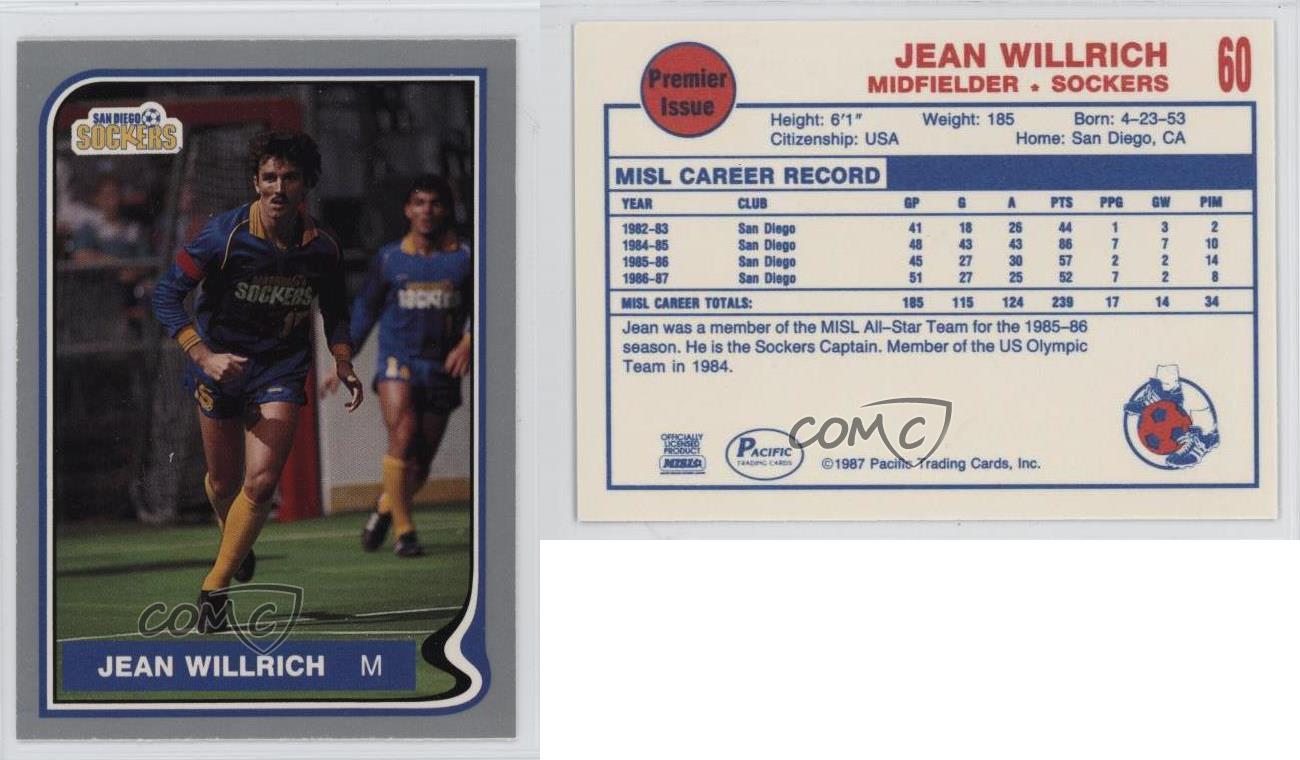 SAN DIEGO
SOCKERS
SOCKERS
SOCKERS
COMC
JEAN WILLRICH M
Premier
Issue
JEAN WILLRICH
MIDFIELDER ★ SOCKERS
60
Height: 6'1" Weight: 185 Born: 4-23-53
Citizenship: USA Home: San Diego, CA
MISL CAREER RECORD
YEAR CLUB GP G A PTS PPG GW PIM
1982-83 San Diego 41 18 26 44 1 3 2
1984-85 San Diego 48 43 43 86 7 7 10
1985-86 San Diego 45 27 30 57 2 2 14
1986-87 San Diego 51 27 25 52 7 2 8
MISL CAREER TOTALS: 185 115 124 239 17 14 34
Jean was a member of the MISL All-Star Team for the 1985-86
season. He is the Sockers Captain. Member of the US Olympic
Team in 1984.
OFFICIALLY
LICENSED
PRODUCT
MISL
PACIFIC
TRADING CARDS
COMC
©1987 Pacific Trading Cards, Inc.